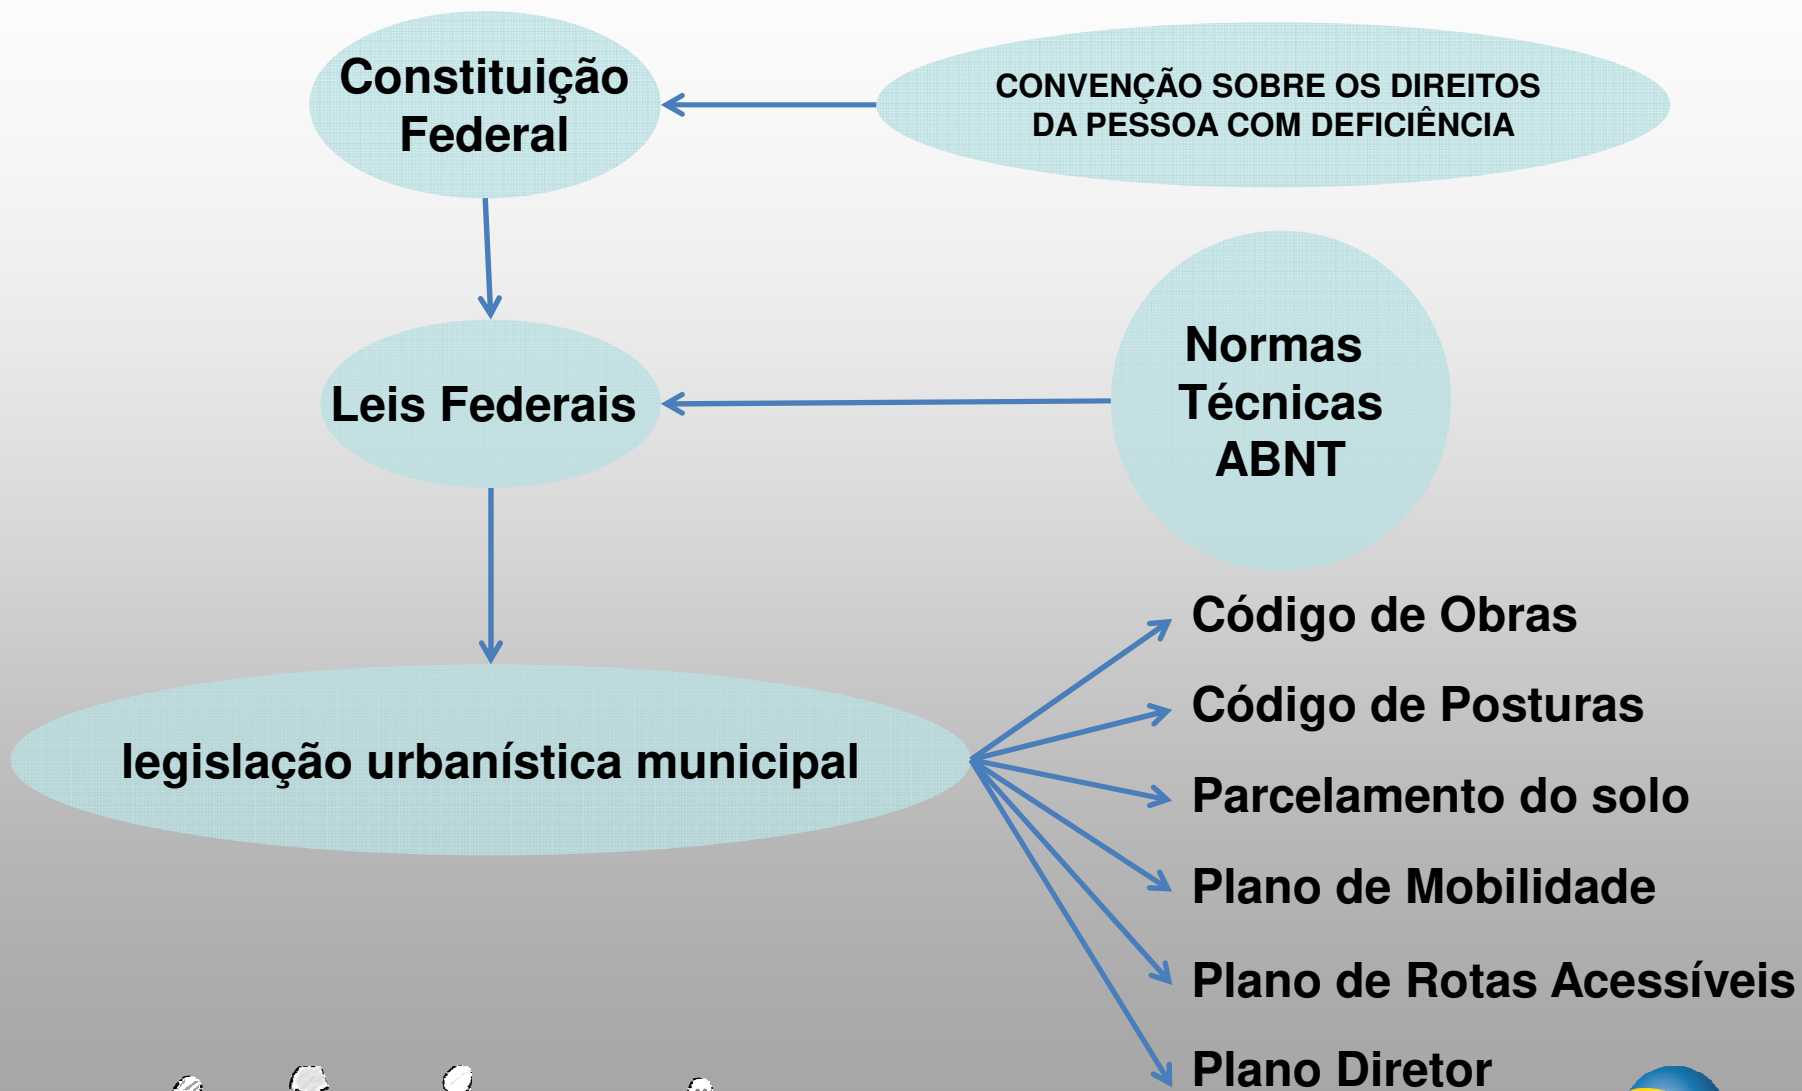 Constituição
Federal
CONVENÇÃO SOBRE OS DIREITOS
DA PESSOA COM DEFICIÊNCIA
Leis Federais
Normas
Técnicas
ABNT
legislação urbanística municipal
Código de Obras
Código de Posturas
Parcelamento do solo
Plano de Mobilidade
Plano de Rotas Acessíveis
Plano Diretor